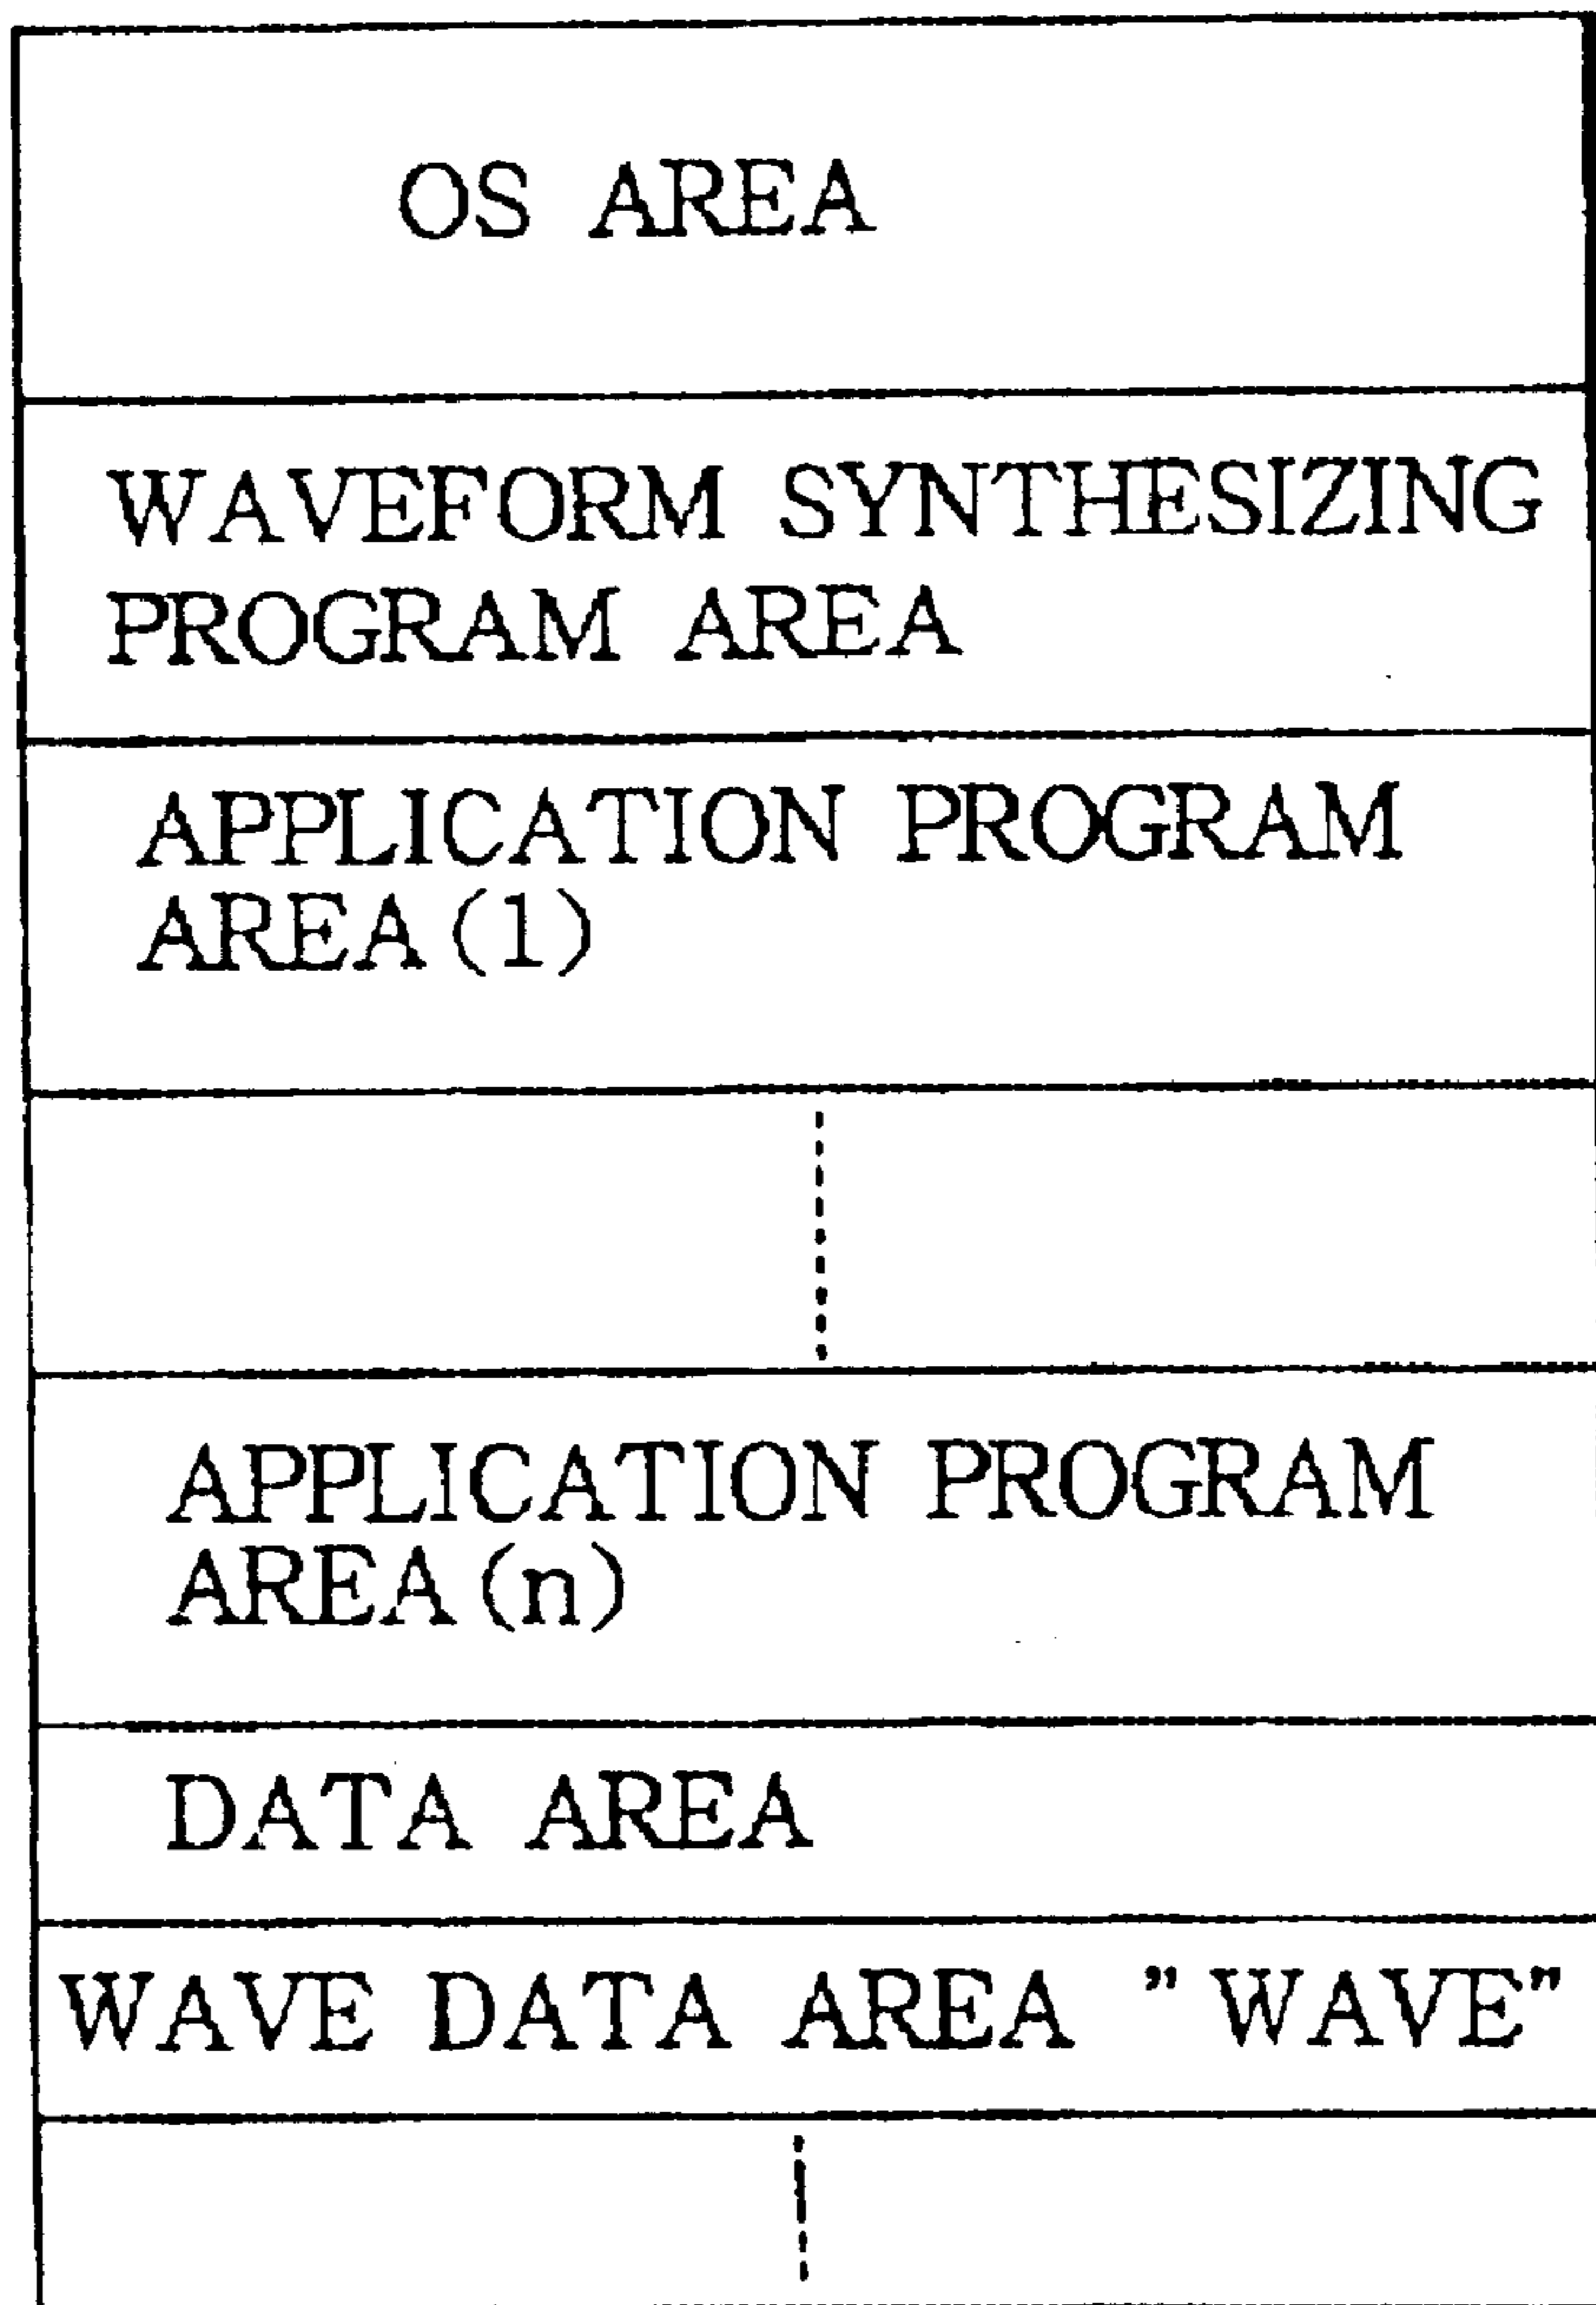 OS AREA
WAVEFORM SYNTHESIZING
PROGRAM AREA
APPLICATION PROGRAM
AREA(1)
APPLICATION PROGRAM
AREA(n)
DATA AREA
WAVE DATA AREA "WAVE"